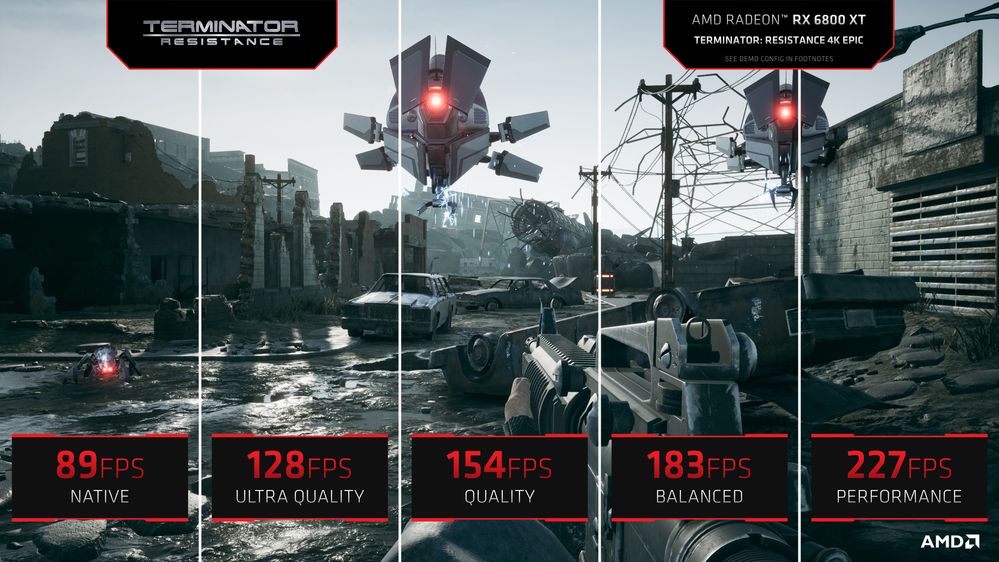 TERMINATOR
RESISTANCE
AMD RADEON™ RX 6800 XT
TERMINATOR: RESISTANCE 4K EPIC
SEE DEMO CONFIG IN FOOTNOTES
89FPS
NATIVE
128FPS
ULTRA QUALITY
154FPS
QUALITY
183FPS
BALANCED
227FPS
PERFORMANCE
AMD